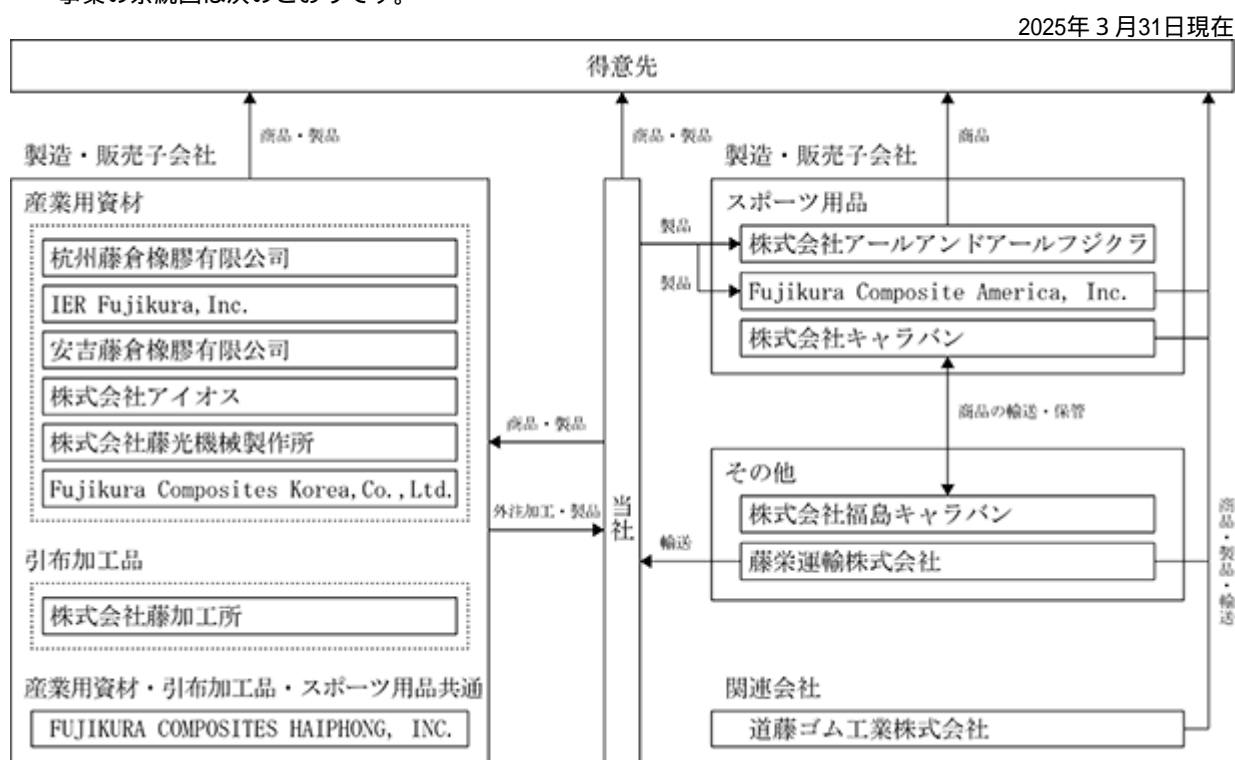 事業の系統図は次のとおりです。
2025年３月31日現在
得意先
商品・製品
商品・製品
商品
製造・販売子会社
製造・販売子会社
産業用資材
杭州藤倉橡膠有限公司
IER Fujikura,Inc.
安吉藤倉橡膠有限公司
株式会社アイオス
株式会社藤光機械製作所
Fujikura Composites Korea,Co.,Ltd.
引布加工品
株式会社藤加工所
産業用資材・引布加工品・スポーツ用品共通
FUJIKURA COMPOSITES HAIPHONG, INC.
商品・製品
外注加工・製品
当社
製品
製品
輸送
スポーツ用品
株式会社アールアンドアールフジクラ
Fujikura Composite America, Inc.
株式会社キャラバン
商品の輸送・保管
その他
株式会社福島キャラバン
藤栄運輸株式会社
関連会社
道藤ゴム工業株式会社
商品・製品・輸送